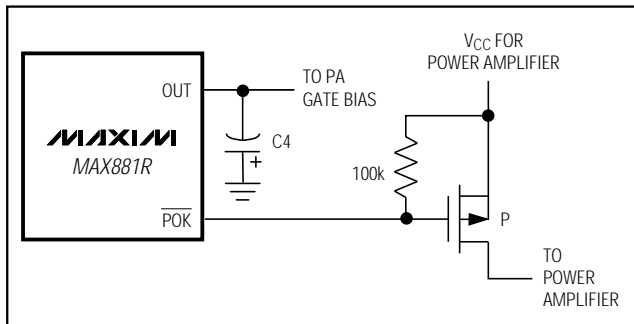 OUT
TO PA
GATE BIAS
VCC FOR
POWER AMPLIFIER
MAXIM
MAX881R
C4
+
100k
POK
P
TO
POWER
AMPLIFIER